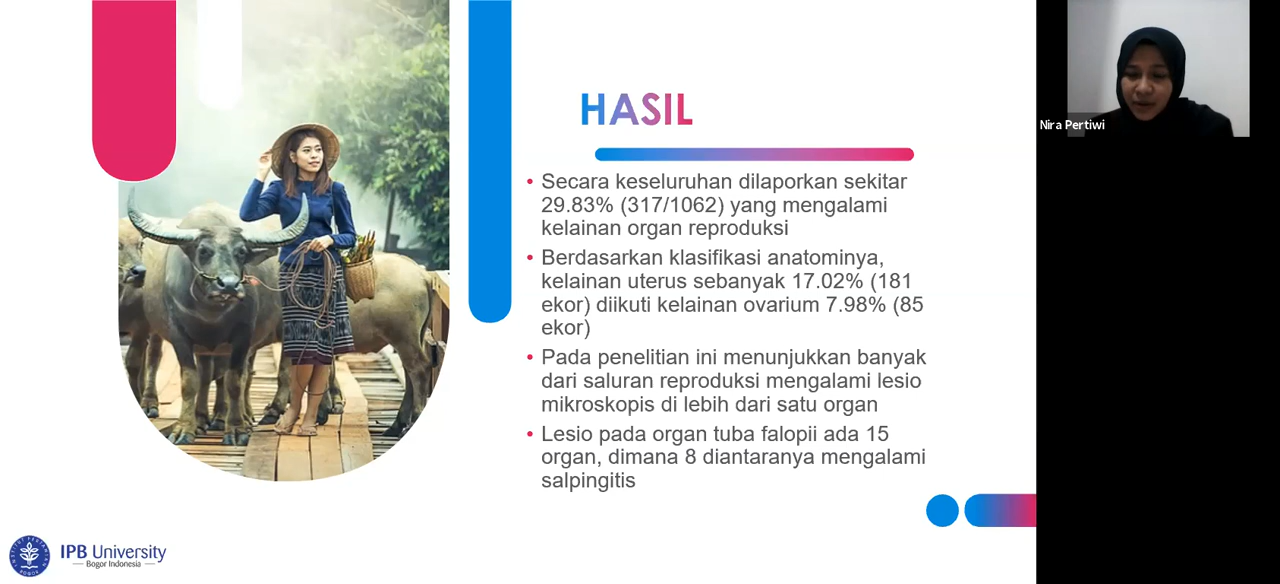 HASIL
• Secara keseluruhan dilaporkan sekitar
29.83% (317/1062) yang mengalami
kelainan organ reproduksi
• Berdasarkan klasifikasi anatominya,
kelainan uterus sebanyak 17.02% (181
ekor) diikuti kelainan ovarium 7.98% (85
ekor)
• Pada penelitian ini menunjukkan banyak
dari saluran reproduksi mengalami lesio
mikroskopis di lebih dari satu organ
• Lesio pada organ tuba falopii ada 15
organ, dimana 8 diantaranya mengalami
salpingitis
Nira Pertiwi
IPB University
Bogor Indonesia